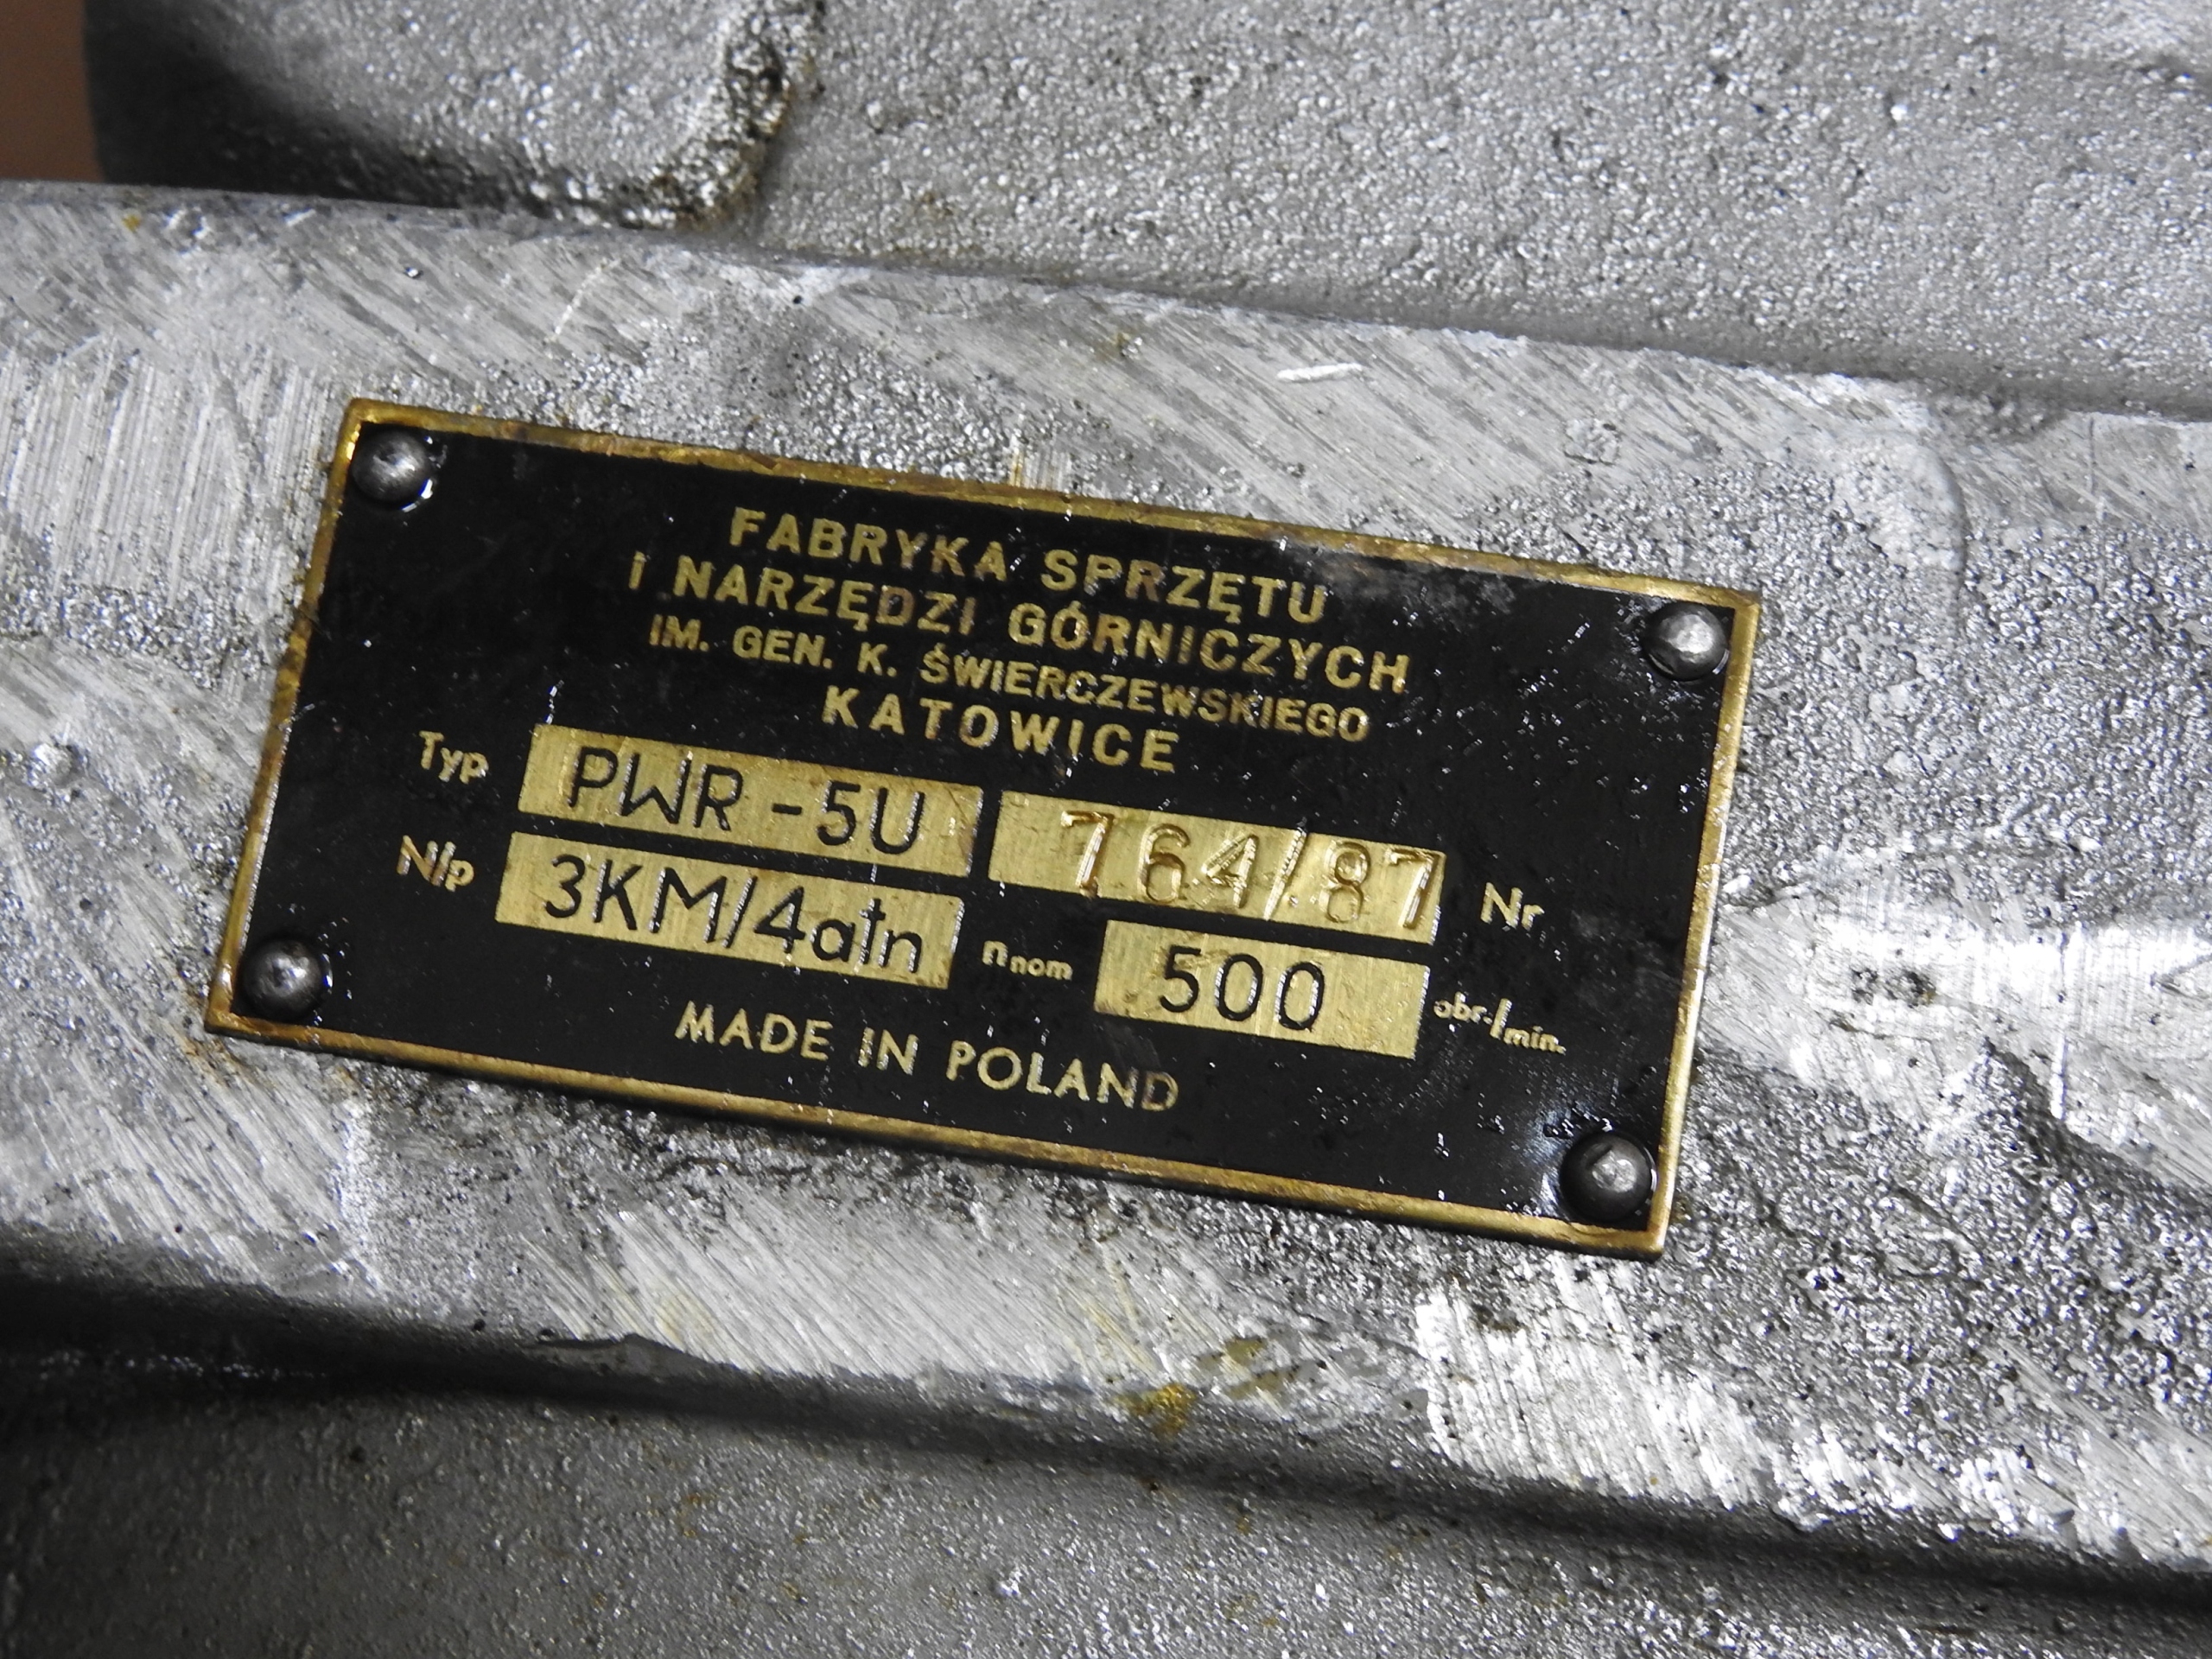 FABRYKA SPRZĘTU
i NARZĘDZI GÓRNICZYCH
IM. GEN. K. ŚWIERCZEWSKIEGO
KATOWICE
Typ PWR-5U 764/87 Nr
N/p 3KM/4atn n nom 500 obr./min.
MADE IN POLAND